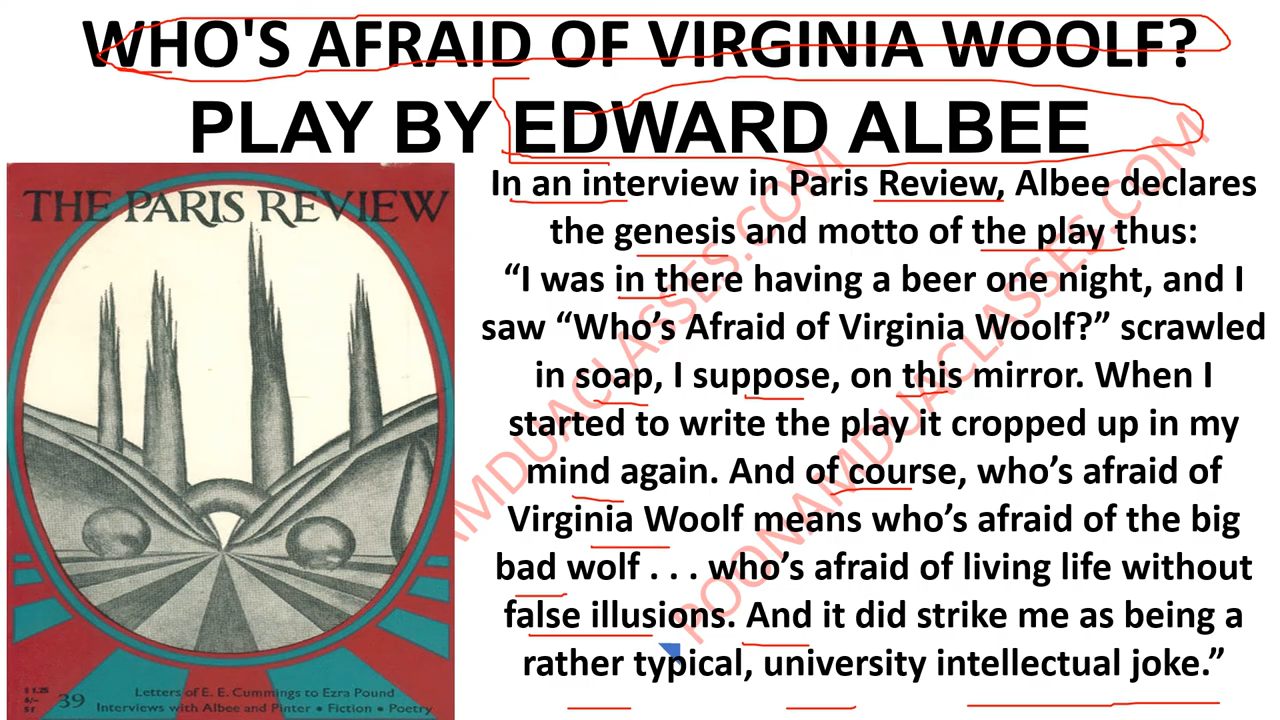 WHO'S AFRAID OF VIRGINIA WOOLF?
PLAY BY EDWARD ALBEE
THE PARIS REVIEW
In an interview in Paris Review, Albee declares
the genesis and motto of the play thus:
“I was in there having a beer one night, and I
saw “Who’s Afraid of Virginia Woolf?” scrawled
in soap, I suppose, on this mirror. When I
started to write the play it cropped up in my
mind again. And of course, who’s afraid of
Virginia Woolf means who’s afraid of the big
bad wolf . . . who’s afraid of living life without
false illusions. And it did strike me as being a
rather typical, university intellectual joke.”
39
Letters of E. E. Cummings to Ezra Pound
Interviews with Albee and Pinter • Fiction • Poetry
AMDUACLASSES.COM
POONAMDUACLASSES.COM